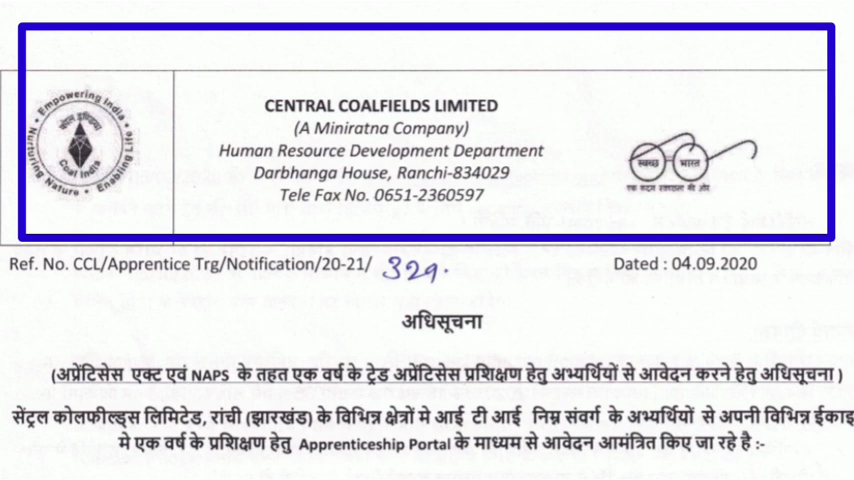 Empowering India • Enabling Life • Nurturing Nature •
कोल इण्डिया
Coal India
CENTRAL COALFIELDS LIMITED
(A Miniratna Company)
Human Resource Development Department
Darbhanga House, Ranchi-834029
Tele Fax No. 0651-2360597
स्वच्छ भारत
एक कदम स्वच्छता की ओर
Ref. No. CCL/Apprentice Trg/Notification/20-21/ 329. Dated : 04.09.2020
अधिसूचना
(अप्रेंटिसेस एक्ट एवं NAPS के तहत एक वर्ष के ट्रेड अप्रेंटिसेस प्रशिक्षण हेतु अभ्यर्थियों से आवेदन करने हेतु अधिसूचना )
सेंट्रल कोलफील्ड्स लिमिटेड, रांची (झारखंड) के विभिन्न क्षेत्रों मे आई टी आई निम्न संवर्ग के अभ्यर्थियों से अपनी विभिन्न ईकाइ
मे एक वर्ष के प्रशिक्षण हेतु Apprenticeship Portal के माध्यम से आवेदन आमंत्रित किए जा रहे है :-